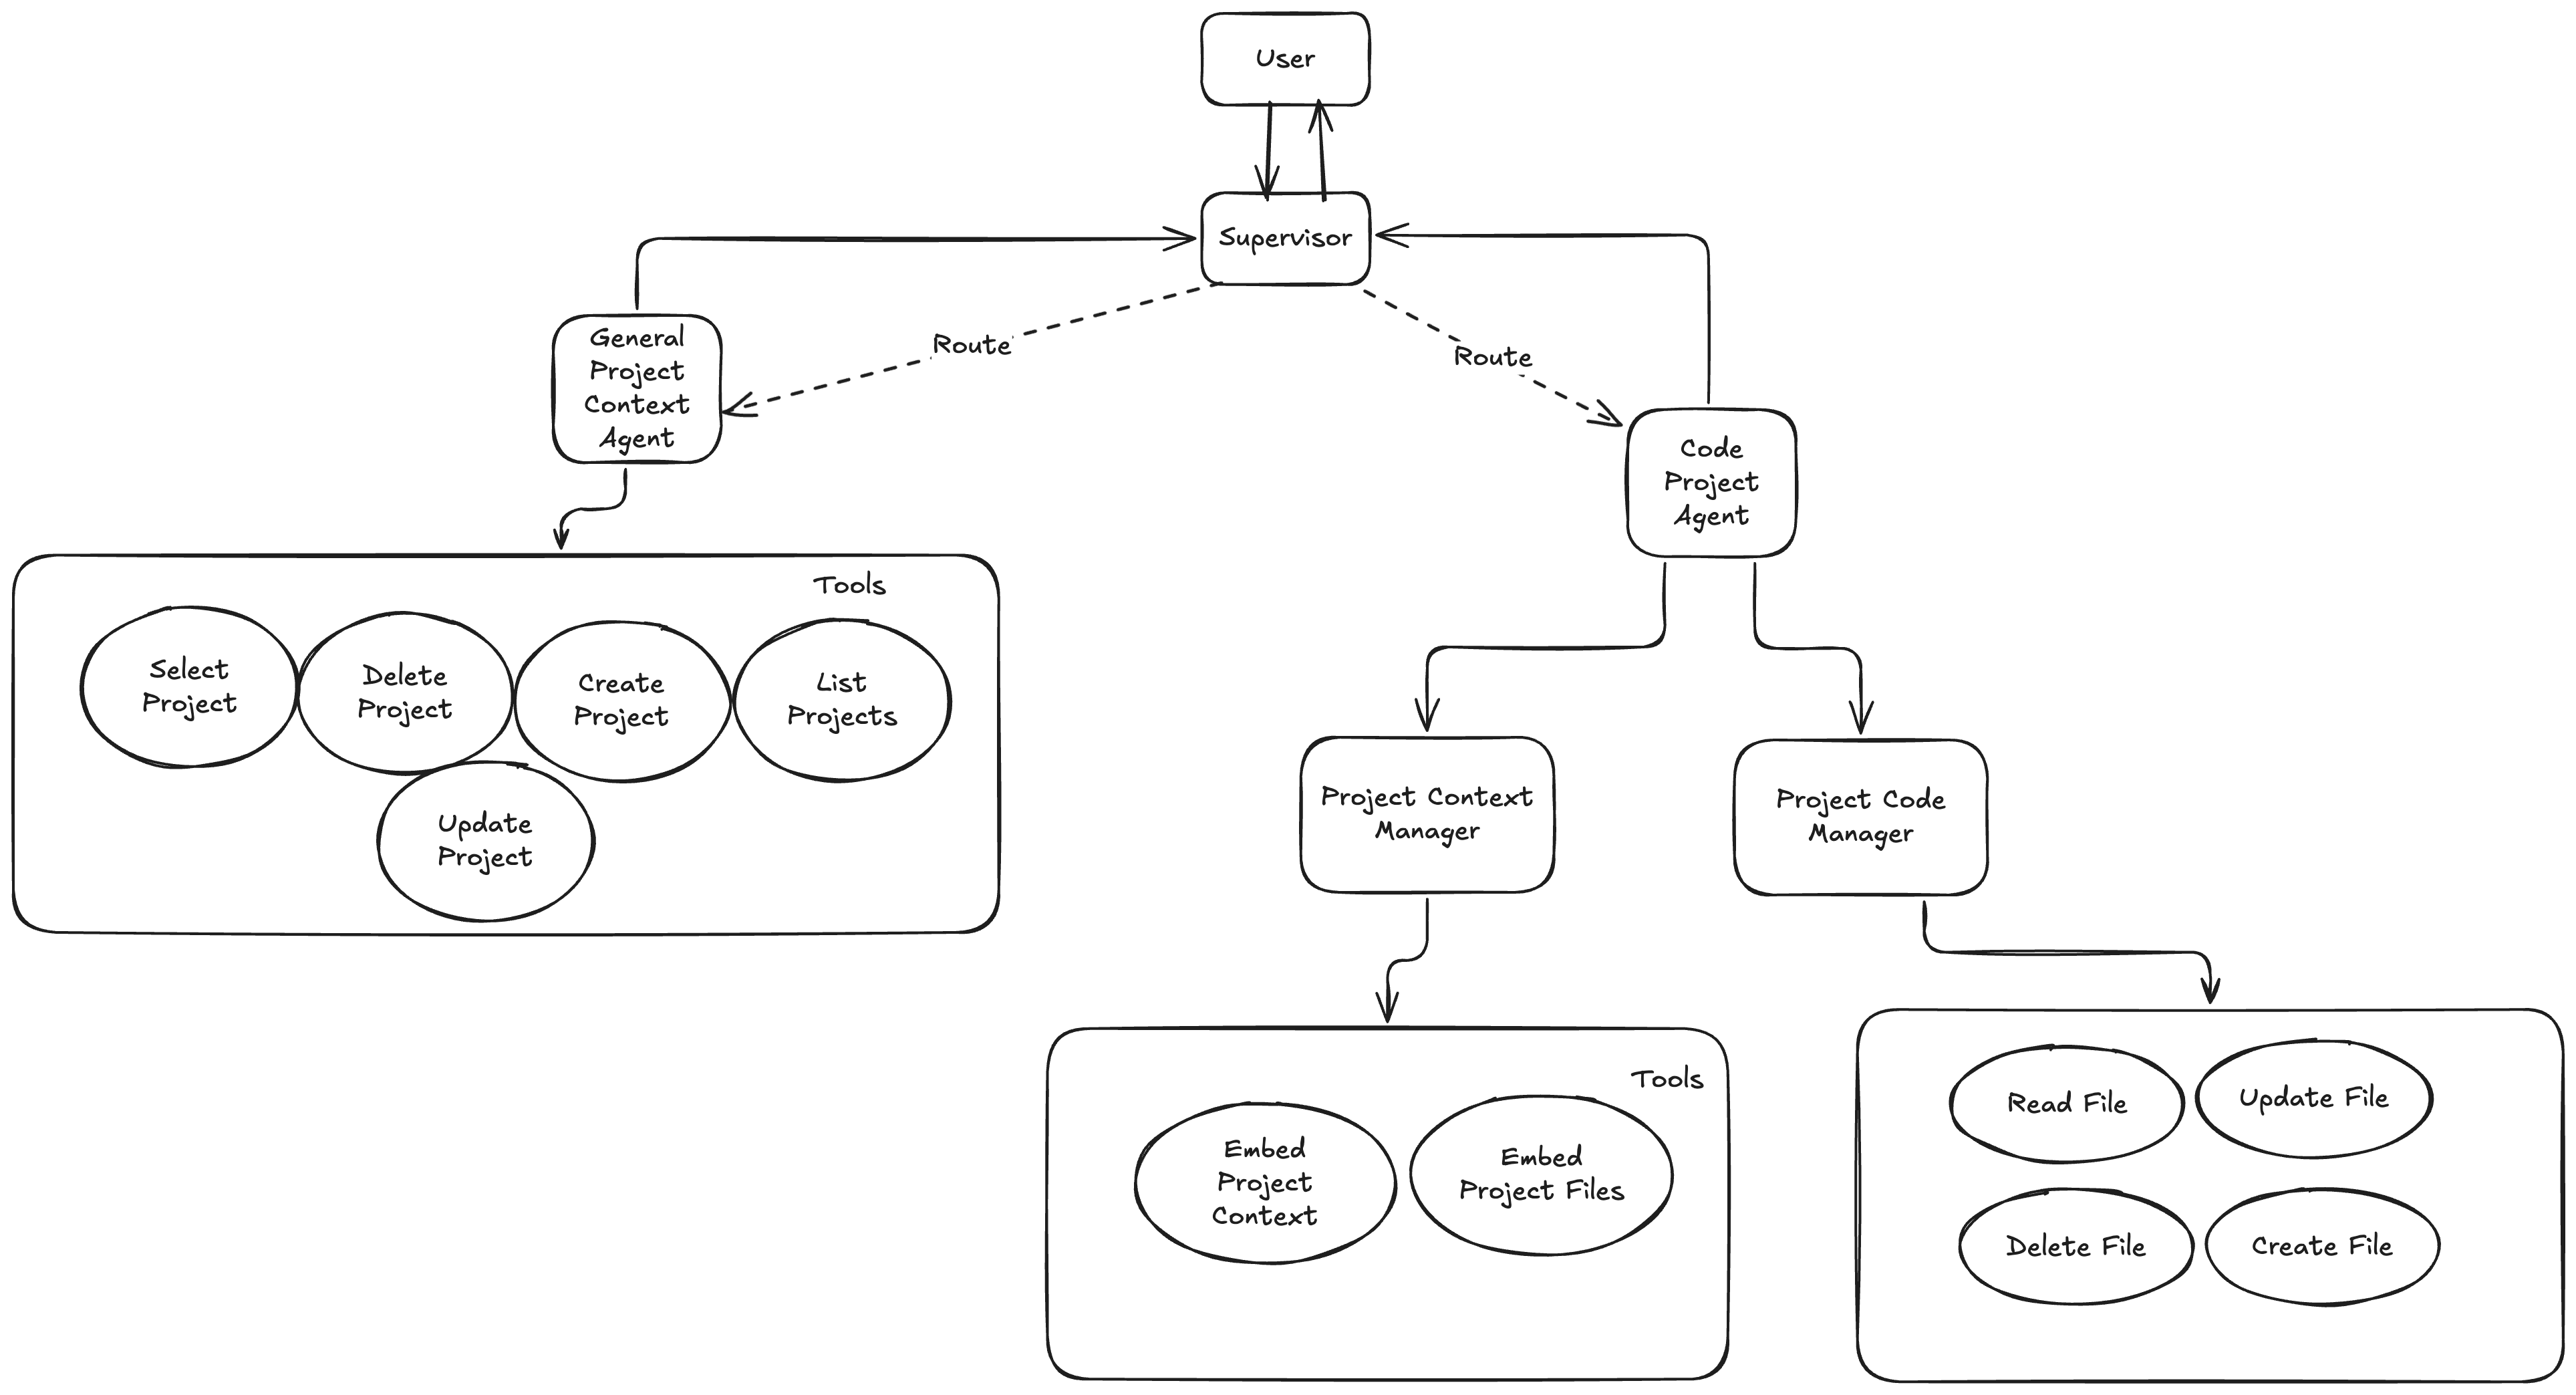 User
Supervisor
General
Project
Context
Agent
Route
Route
Code
Project
Agent
Tools
Select
Project
Delete
Project
Create
Project
List
Projects
Update
Project
Project Context
Manager
Project Code
Manager
Tools
Embed
Project
Context
Embed
Project Files
Read File
Update File
Delete File
Create File